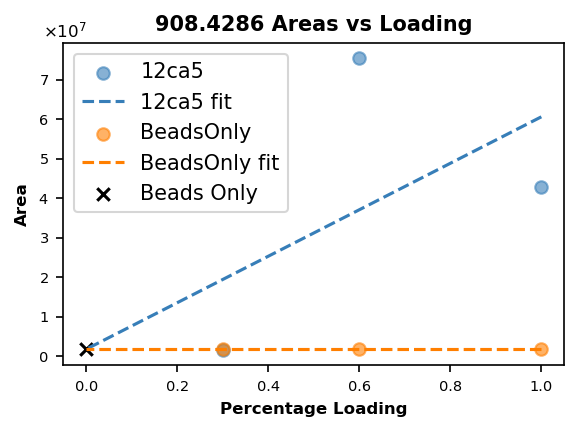 908.4286 Areas vs Loading
×10⁷
12ca5
12ca5 fit
BeadsOnly
BeadsOnly fit
Beads Only
7
6
5
4
3
2
1
0
Area
0.0 0.2 0.4 0.6 0.8 1.0
Percentage Loading